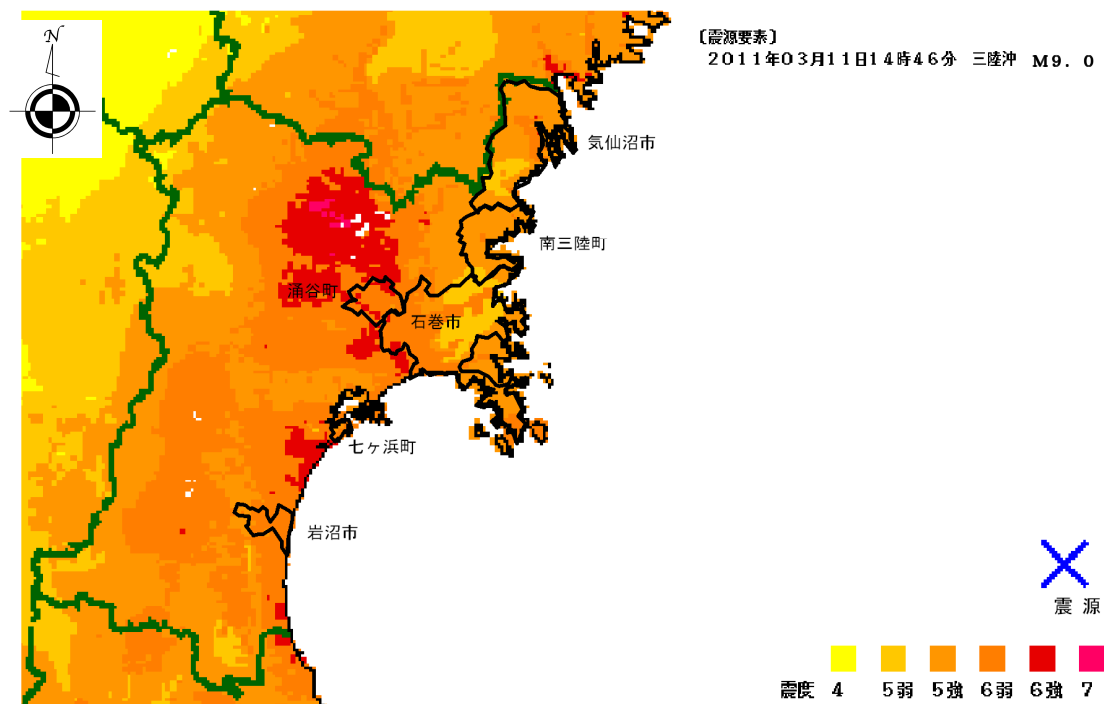 N
〔震源要素〕
２０１１年０３月１１日１４時４６分 三陸沖 Ｍ９．０
気仙沼市
南三陸町
涌谷町
石巻市
七ヶ浜町
岩沼市
震源
震度 4 5弱 5強 6弱 6強 7